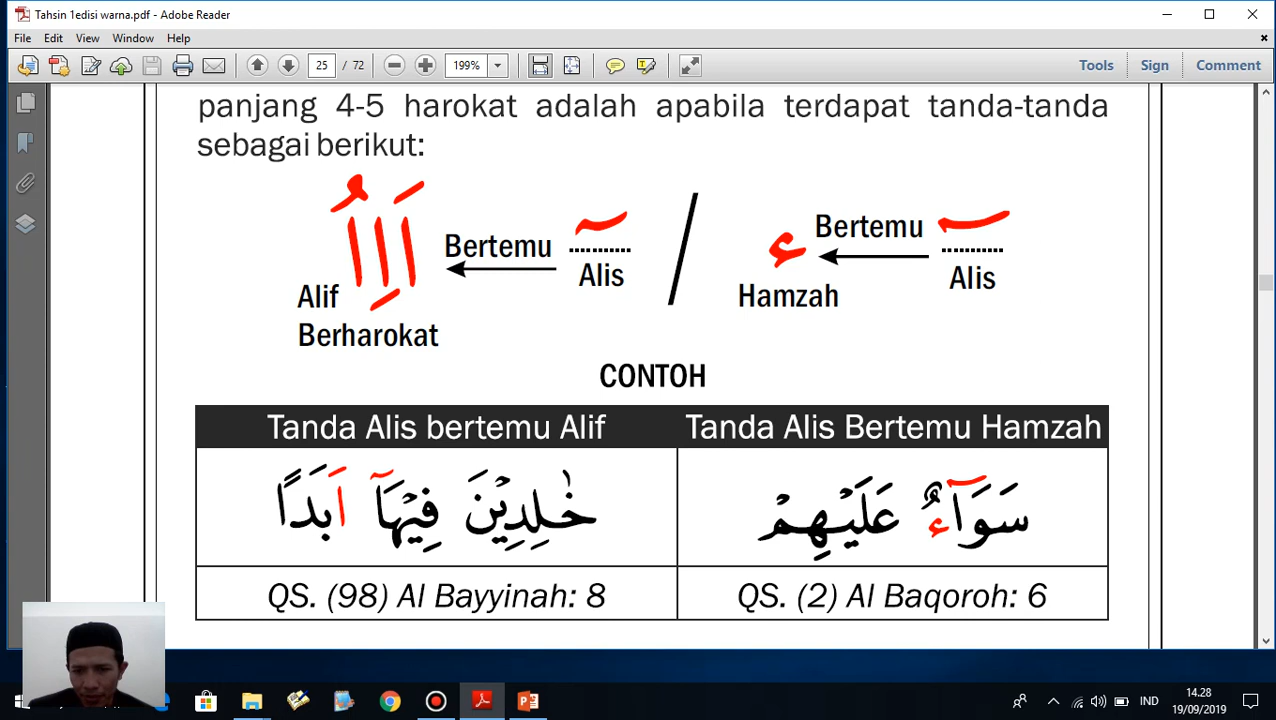 Tahsin 1edisi warna.pdf - Adobe Reader
File Edit View Window Help
25 / 72 199% Tools Sign Comment
panjang 4-5 harokat adalah apabila terdapat tanda-tanda
sebagai berikut:
اَ اِ اُ Bertemu Alis / ء Bertemu Alis
Alif Hamzah
Berharokat
CONTOH
Tanda Alis bertemu Alif Tanda Alis Bertemu Hamzah
خٰلِدِيْنَ فِيْهَآ اَبَدًا سَوَآءٌ عَلَيْهِمْ
QS. (98) Al Bayyinah: 8 QS. (2) Al Baqoroh: 6
IND 14.28
19/09/2019